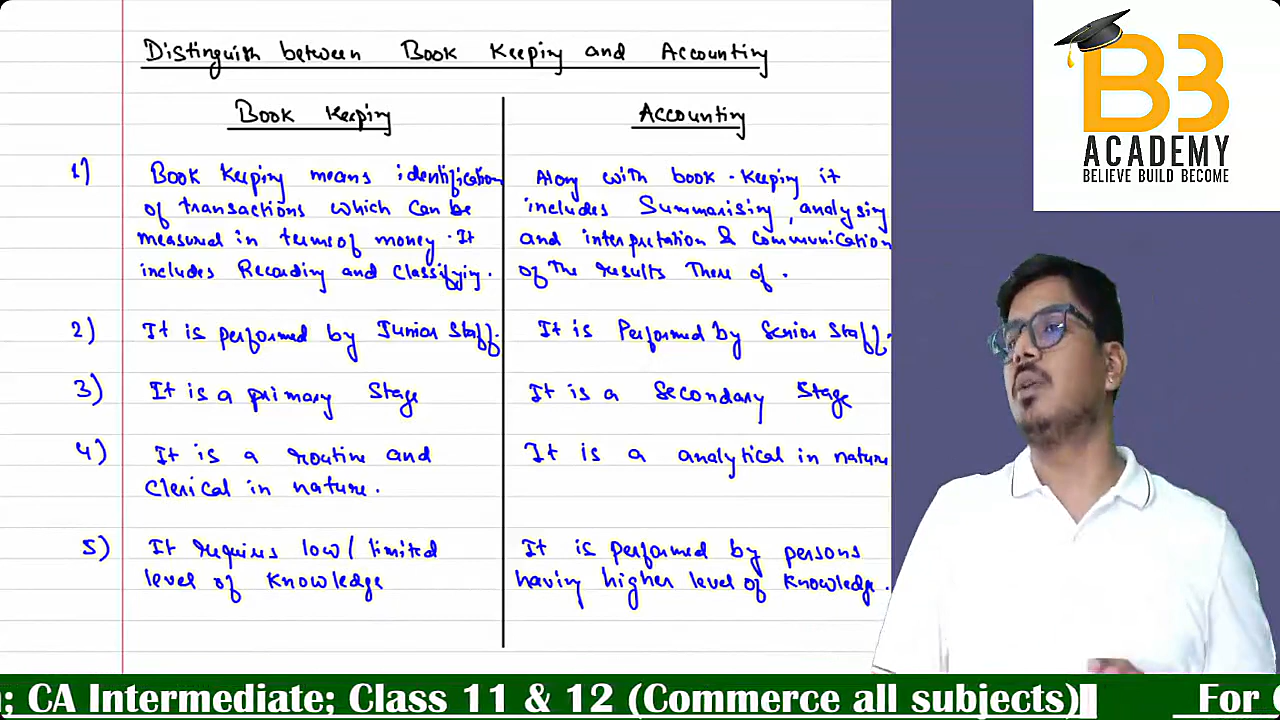 Distinguish between Book Keeping and Accounting
Book Keeping
Accounting
1)
Book Keeping means identification
of transactions which can be
measured in terms of money. It
includes Recording and Classifying.
Along with book-keeping it
includes Summarising, analysing
and interpretation & communication
of the results There of.
2)
It is performed by Junior Staff.
It is Performed by Senior Staff.
3)
It is a primary Stage
It is a Secondary Stage
4)
It is a routine and
Clerical in nature.
It is a analytical in nature
5)
It requires low/limited
level of Knowledge
It is performed by persons
having higher level of Knowledge.
B3
ACADEMY
BELIEVE BUILD BECOME
; CA Intermediate; Class 11 & 12 (Commerce all subjects) For